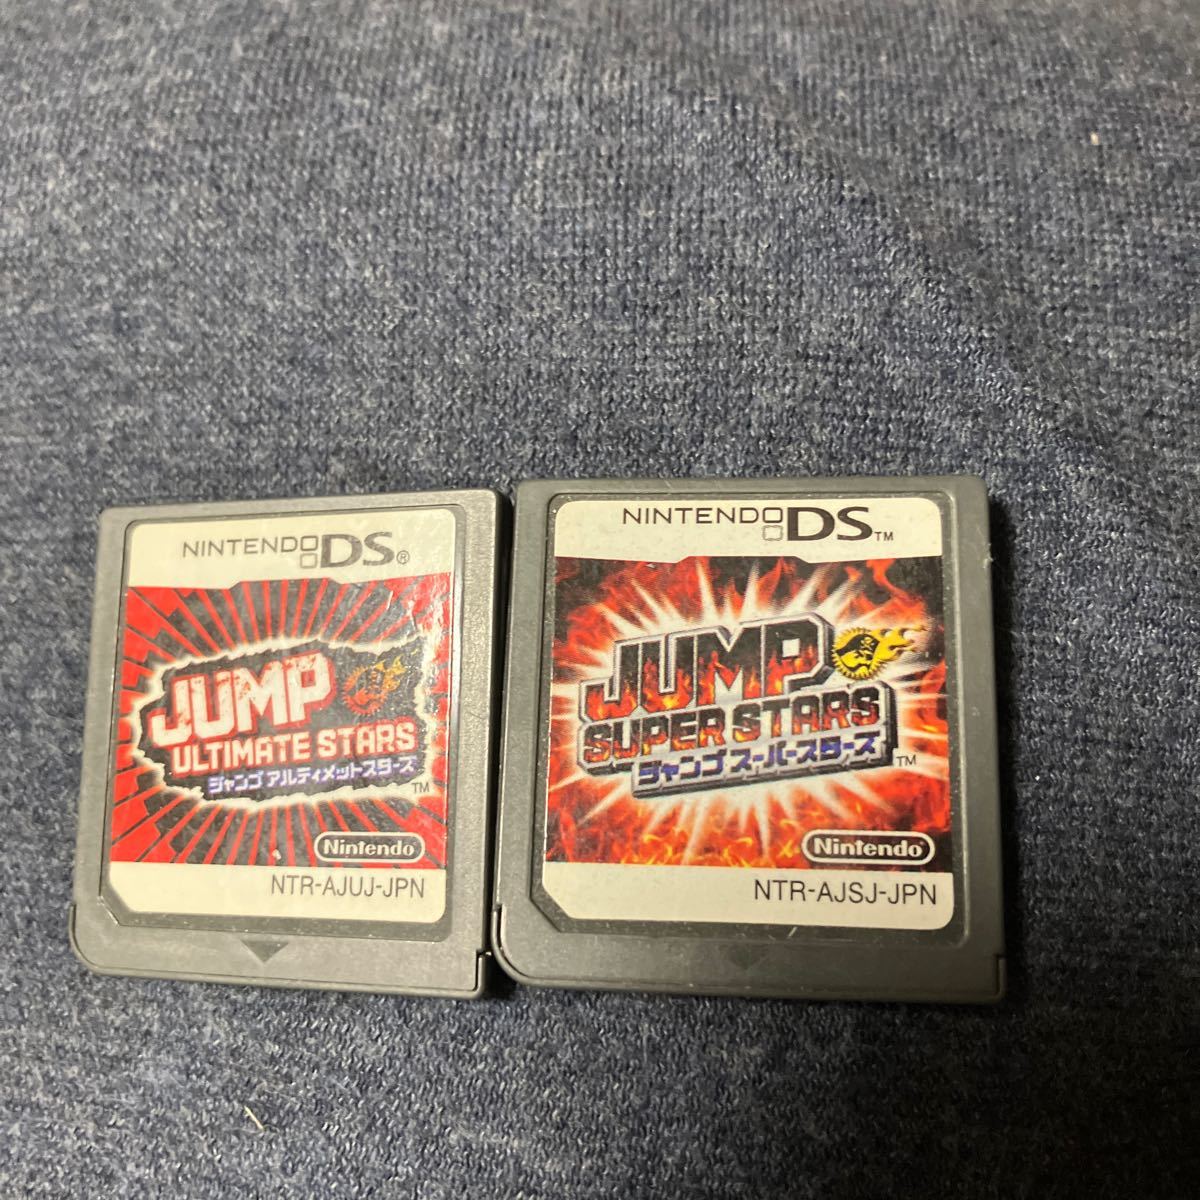 NINTENDO DS®
JUMP
ULTIMATE STARS
ジャンプ アルティメットスターズ
TM
Nintendo
NTR-AJUJ-JPN
NINTENDO DS™
JUMP
SUPER STARS
ジャンプ スーパースターズ
TM
Nintendo
NTR-AJSJ-JPN